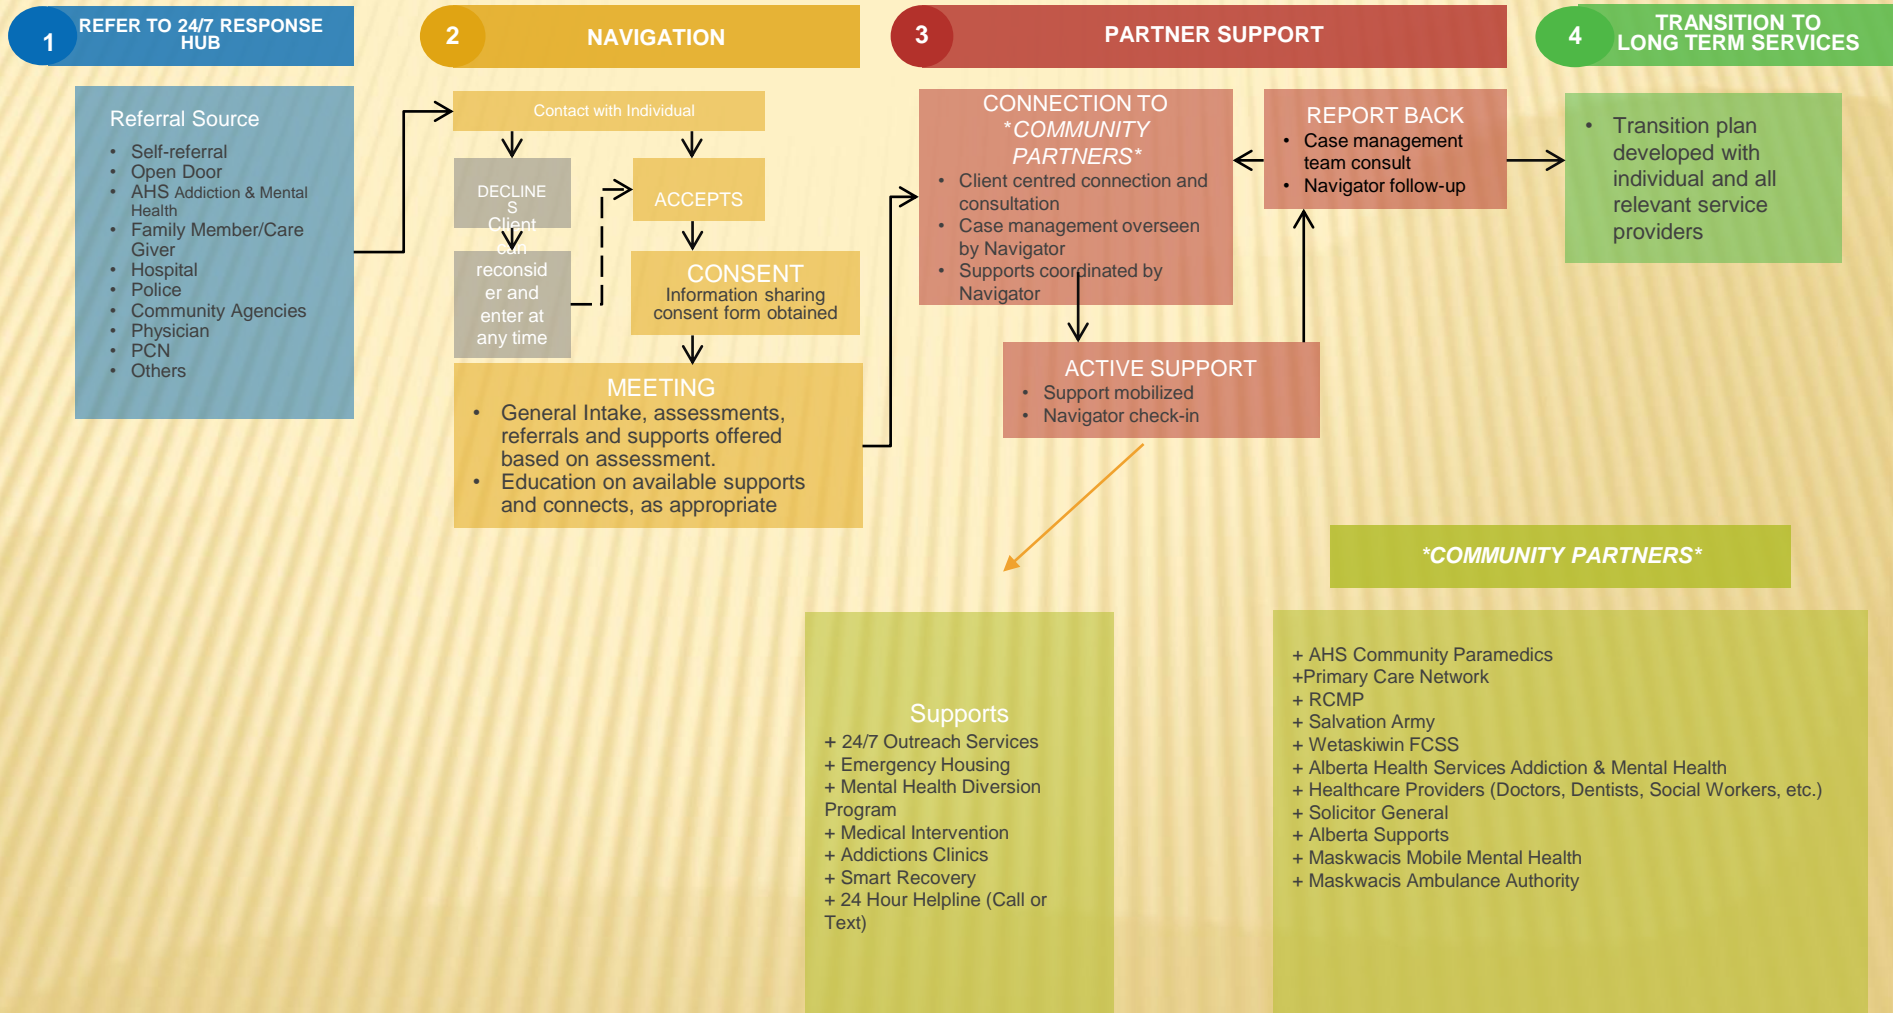 1
REFER TO 24/7 RESPONSE
HUB
Referral Source
• Self-referral
• Open Door
• AHS Addiction & Mental
Health
• Family Member/Care
Giver
• Hospital
• Police
• Community Agencies
• Physician
• PCN
• Others
2
NAVIGATION
Contact with Individual
DECLINE
S
Client
can
reconsid
er and
enter at
any time
ACCEPTS
CONSENT
Information sharing
consent form obtained
MEETING
• General Intake, assessments,
referrals and supports offered
based on assessment.
• Education on available supports
and connects, as appropriate
3
PARTNER SUPPORT
CONNECTION TO
*COMMUNITY
PARTNERS*
• Client centred connection and
consultation
• Case management overseen
by Navigator
• Supports coordinated by
Navigator
REPORT BACK
• Case management
team consult
• Navigator follow-up
ACTIVE SUPPORT
• Support mobilized
• Navigator check-in
4
TRANSITION TO
LONG TERM SERVICES
• Transition plan
developed with
individual and all
relevant service
providers
Supports
+ 24/7 Outreach Services
+ Emergency Housing
+ Mental Health Diversion
Program
+ Medical Intervention
+ Addictions Clinics
+ Smart Recovery
+ 24 Hour Helpline (Call or
Text)
*COMMUNITY PARTNERS*
+ AHS Community Paramedics
+Primary Care Network
+ RCMP
+ Salvation Army
+ Wetaskiwin FCSS
+ Alberta Health Services Addiction & Mental Health
+ Healthcare Providers (Doctors, Dentists, Social Workers, etc.)
+ Solicitor General
+ Alberta Supports
+ Maskwacis Mobile Mental Health
+ Maskwacis Ambulance Authority